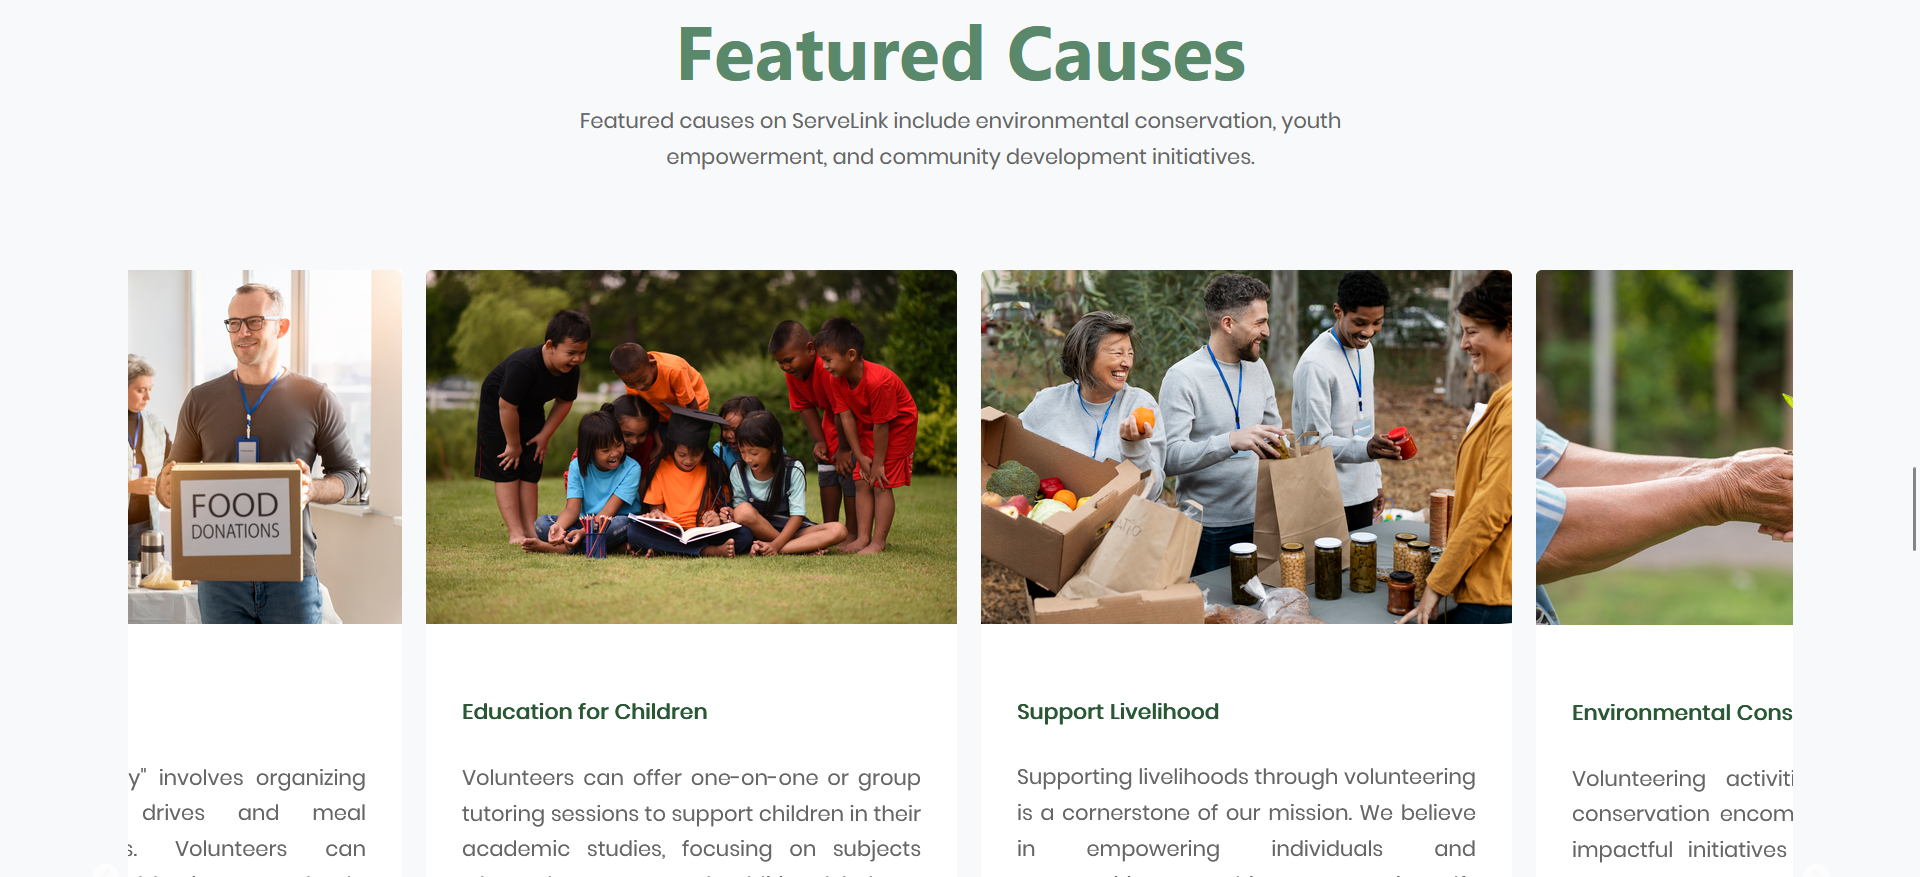 Featured Causes
Featured causes on ServeLink include environmental conservation, youth
empowerment, and community development initiatives.
FOOD
DONATIONS
y" involves organizing
drives and meal
s. Volunteers can
Education for Children
Volunteers can offer one-on-one or group
tutoring sessions to support children in their
academic studies, focusing on subjects
Support Livelihood
Supporting livelihoods through volunteering
is a cornerstone of our mission. We believe
in empowering individuals and
Environmental Cons
Volunteering activiti
conservation encom
impactful initiatives